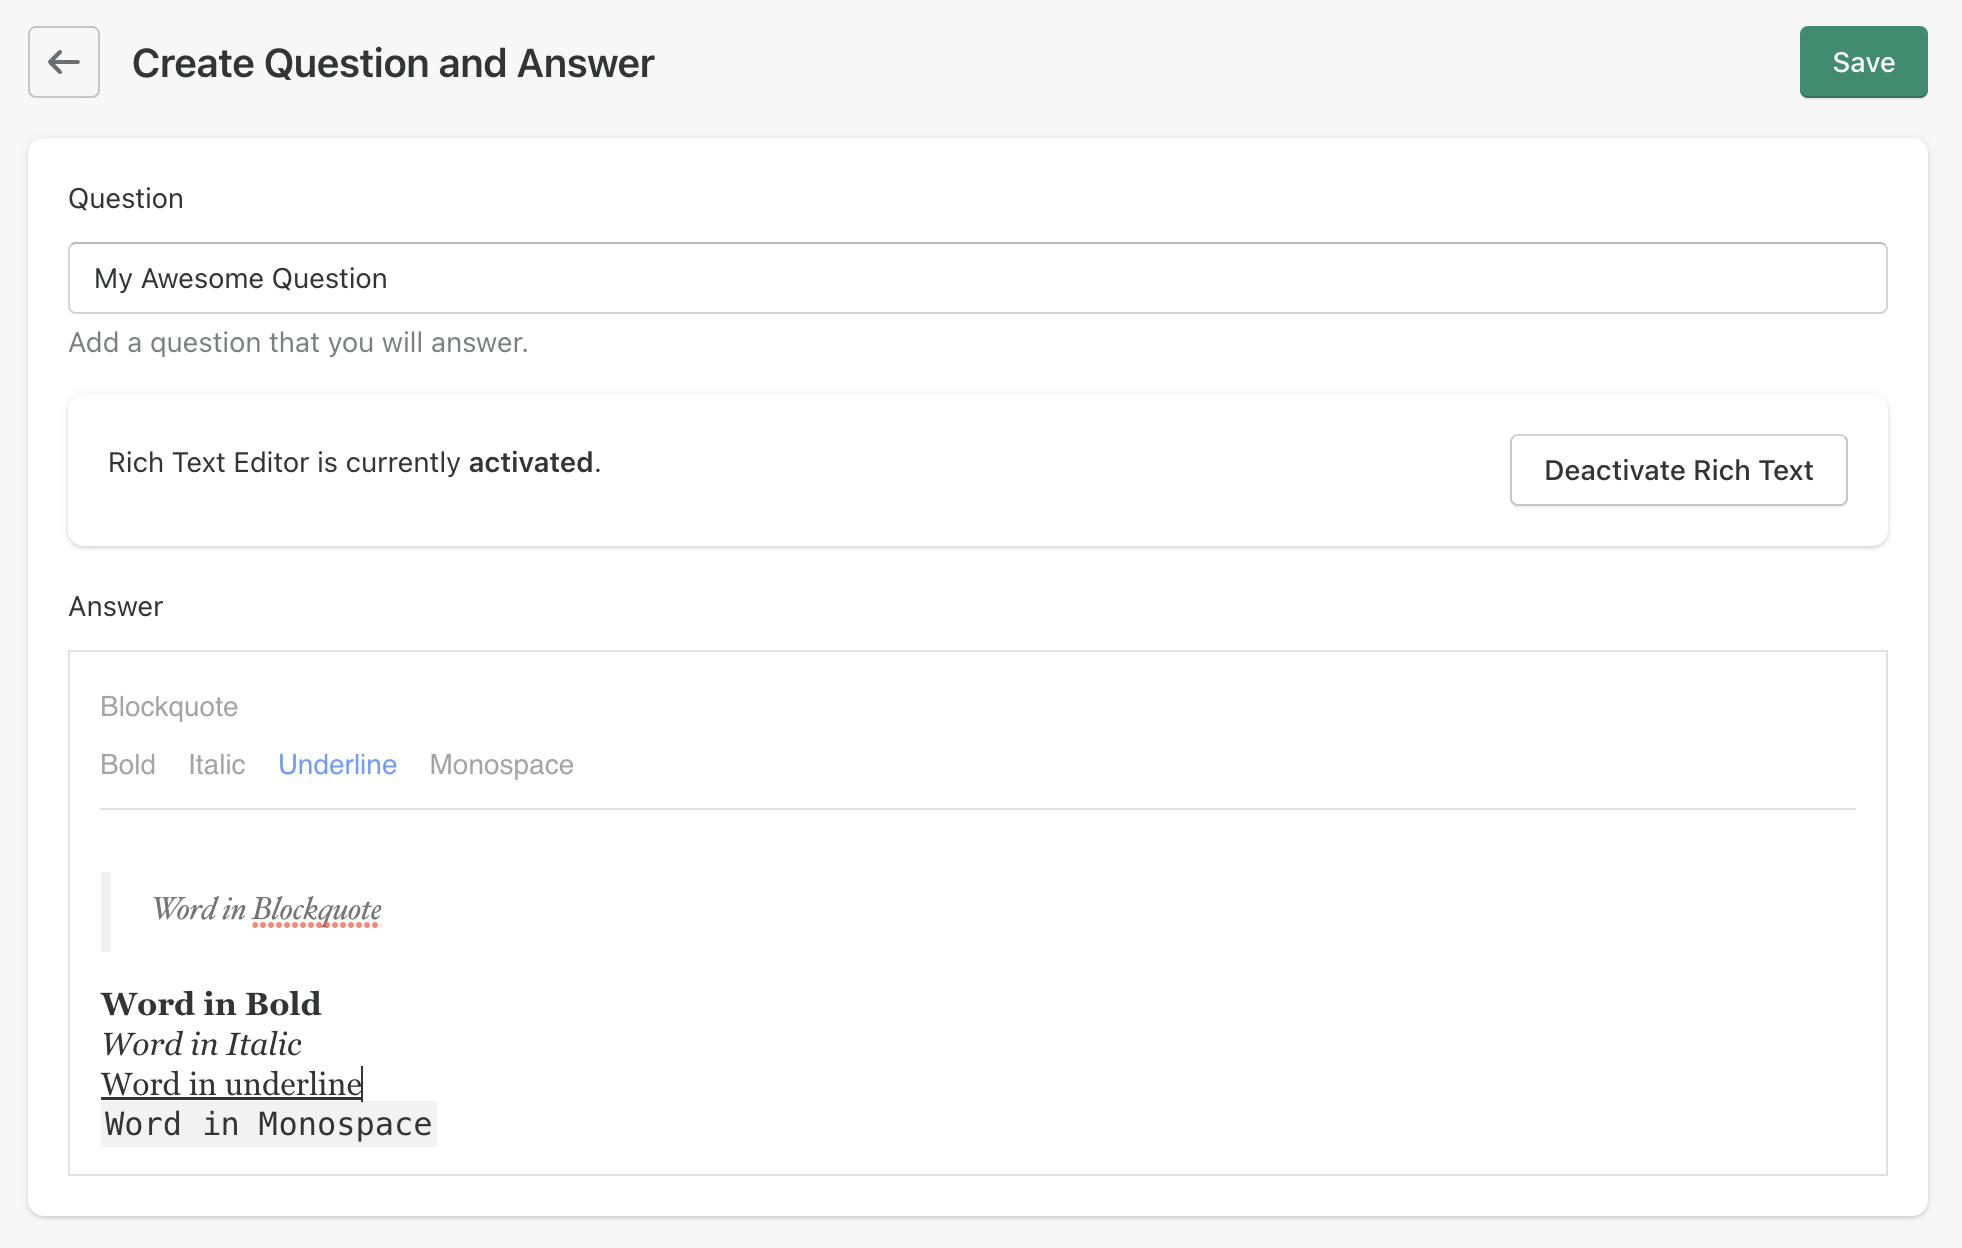 Create Question and Answer
Save
Question
My Awesome Question
Add a question that you will answer.
Rich Text Editor is currently activated.
Deactivate Rich Text
Answer
Blockquote
Bold Italic Underline Monospace
Word in Blockquote
Word in Bold
Word in Italic
Word in underline
Word in Monospace